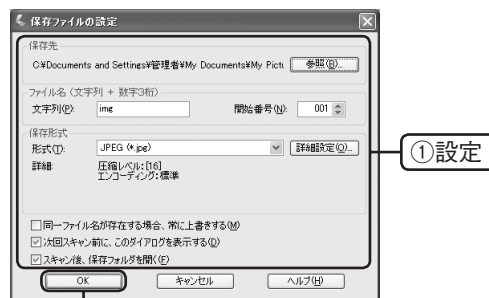 保存ファイルの設定
保存先
C:¥Documents and Settings¥管理者¥My Documents¥My Pictu
参照(B)...
ファイル名 (文字列 + 数字3桁)
文字列(P):
img
開始番号(N):
001
保存形式
形式(T):
JPEG (*.jpg)
詳細設定(O)...
詳細:
圧縮レベル:[16]
エンコーディング:標準
①設定
同一ファイル名が存在する場合、常に上書きする(M)
次回スキャン前に、このダイアログを表示する(D)
スキャン後、保存フォルダを開く(F)
OK
キャンセル
ヘルプ(H)